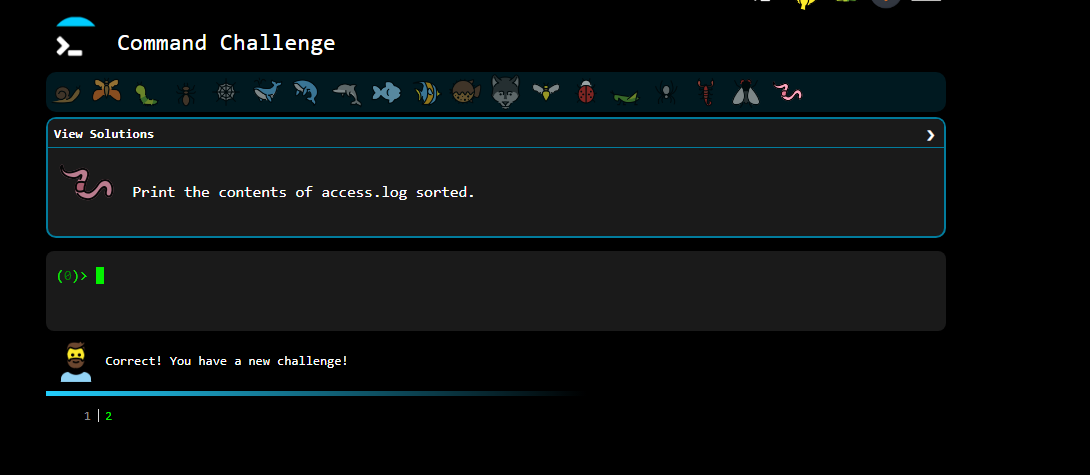 Command Challenge
View Solutions
Print the contents of access.log sorted.
(0)>
Correct! You have a new challenge!
1 | 2